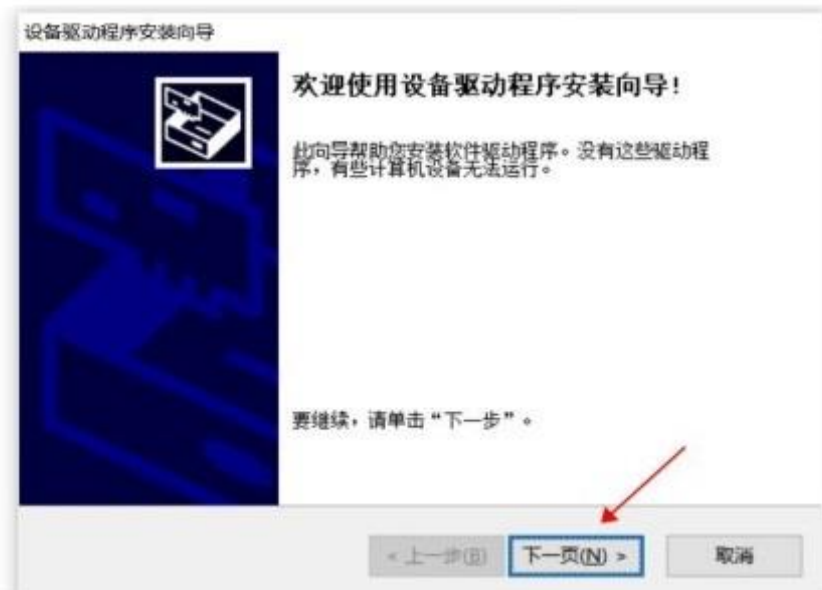 设备驱动程序安装向导
欢迎使用设备驱动程序安装向导!
此向导帮助您安装软件驱动程序。没有这些驱动程
序，有些计算机设备无法运行。
要继续，请单击“下一步”。
< 上一步(B) 下一页(N) > 取消